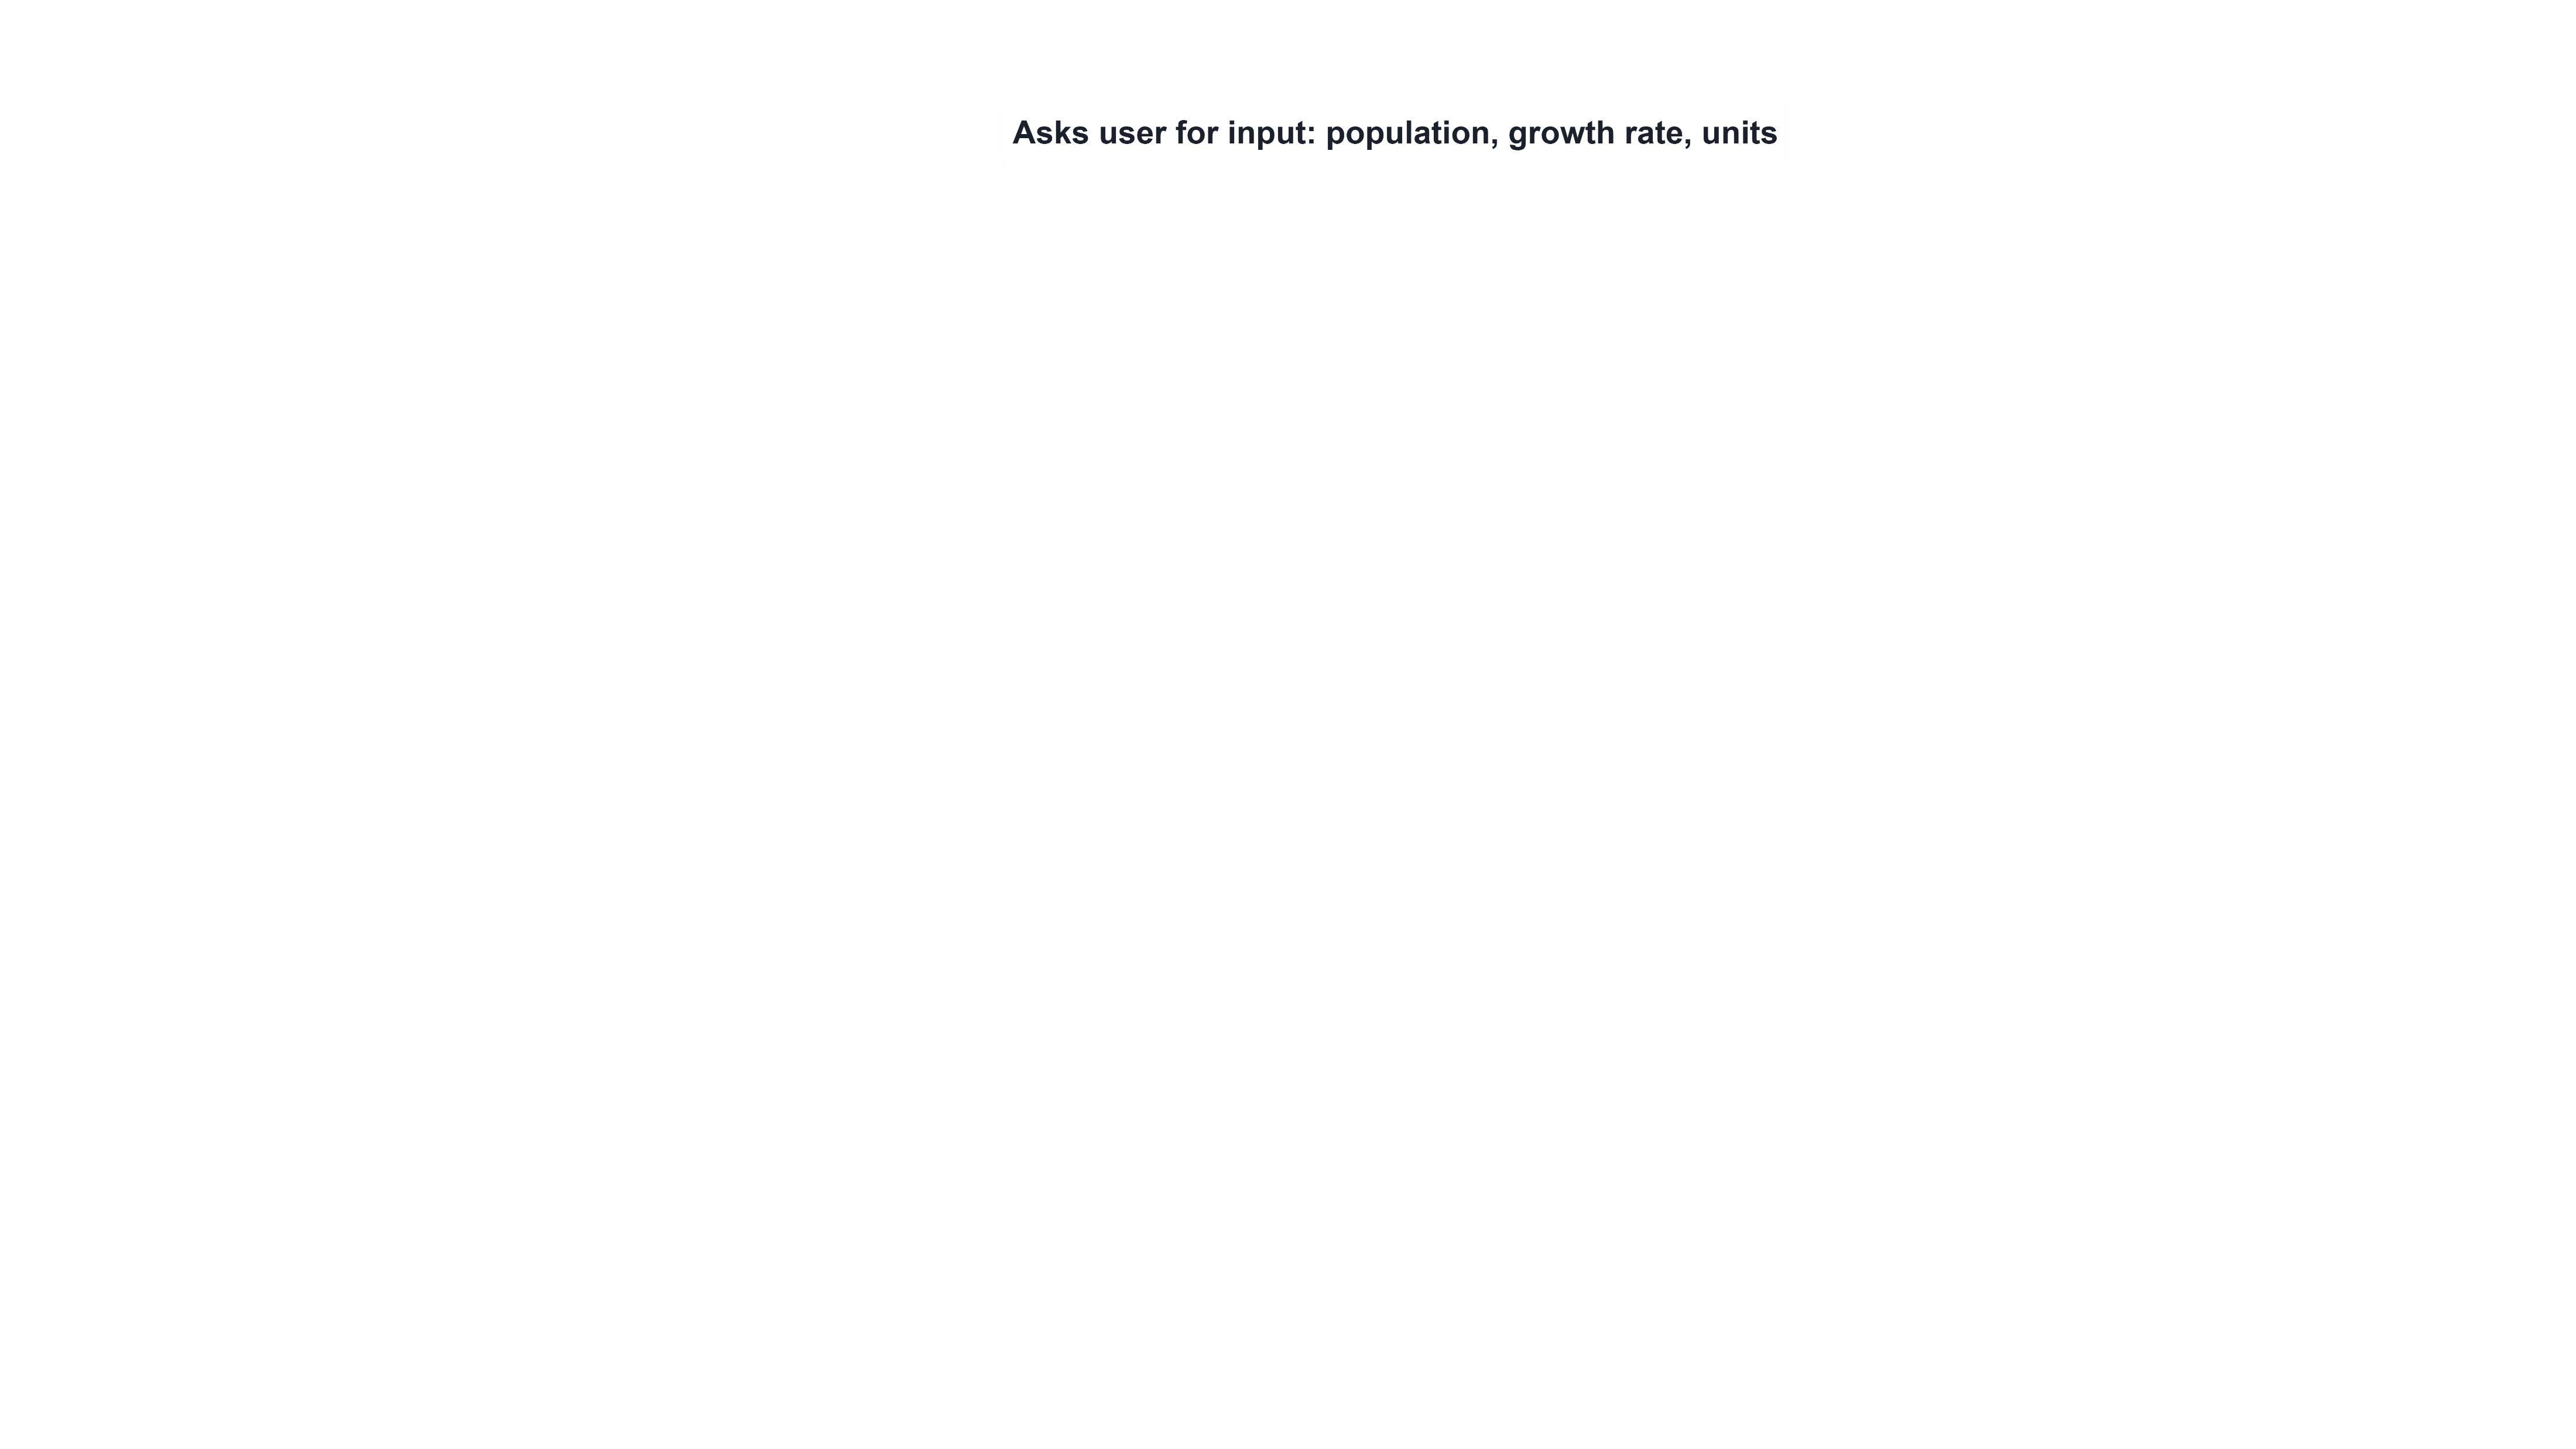 Asks user for input: population, growth rate, units